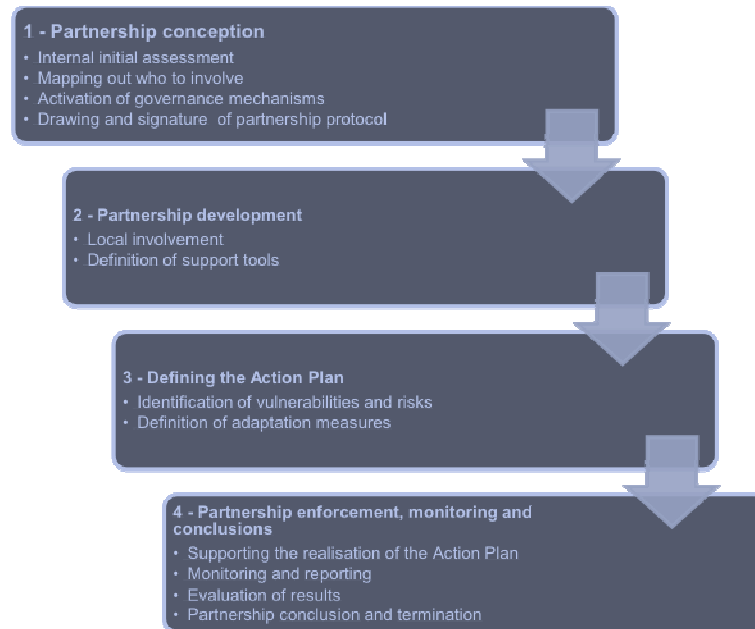 1 - Partnership conception
• Internal initial assessment
• Mapping out who to involve
• Activation of governance mechanisms
• Drawing and signature of partnership protocol
2 - Partnership development
• Local involvement
• Definition of support tools
3 - Defining the Action Plan
• Identification of vulnerabilities and risks
• Definition of adaptation measures
4 - Partnership enforcement, monitoring and
conclusions
• Supporting the realisation of the Action Plan
• Monitoring and reporting
• Evaluation of results
• Partnership conclusion and termination